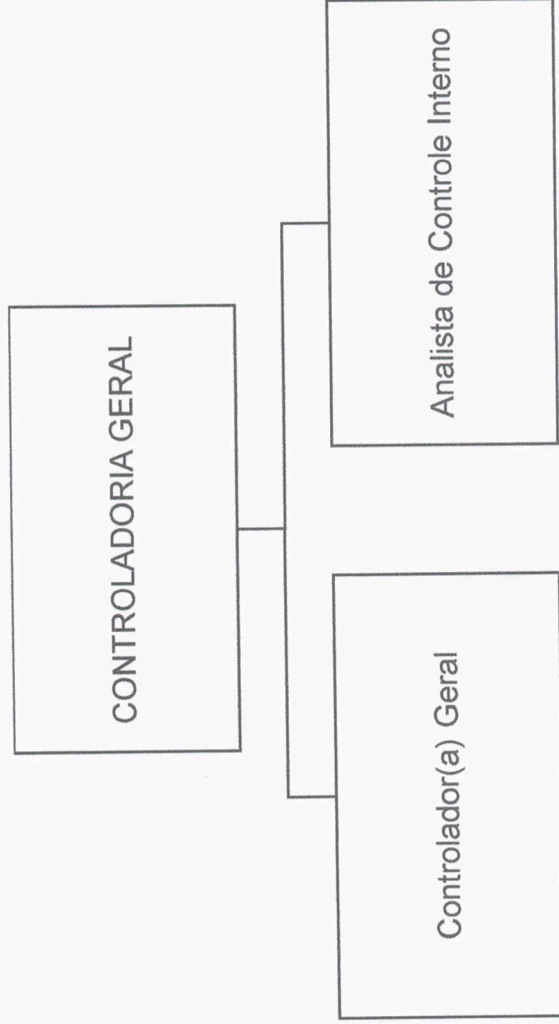 CONTROLADORIA GERAL
Controlador(a) Geral
Analista de Controle Interno